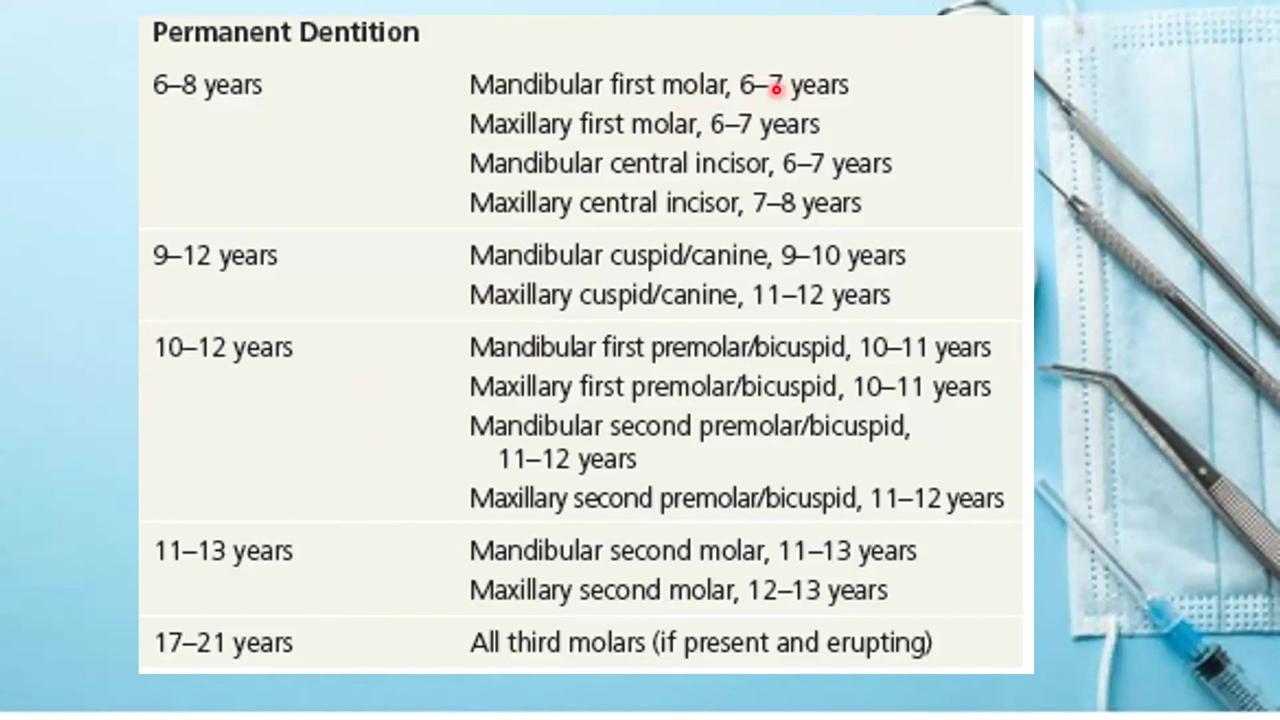 Permanent Dentition
6–8 years
Mandibular first molar, 6–7 years
Maxillary first molar, 6–7 years
Mandibular central incisor, 6–7 years
Maxillary central incisor, 7–8 years
9–12 years
Mandibular cuspid/canine, 9–10 years
Maxillary cuspid/canine, 11–12 years
10–12 years
Mandibular first premolar/bicuspid, 10–11 years
Maxillary first premolar/bicuspid, 10–11 years
Mandibular second premolar/bicuspid,
11–12 years
Maxillary second premolar/bicuspid, 11–12 years
11–13 years
Mandibular second molar, 11–13 years
Maxillary second molar, 12–13 years
17–21 years
All third molars (if present and erupting)